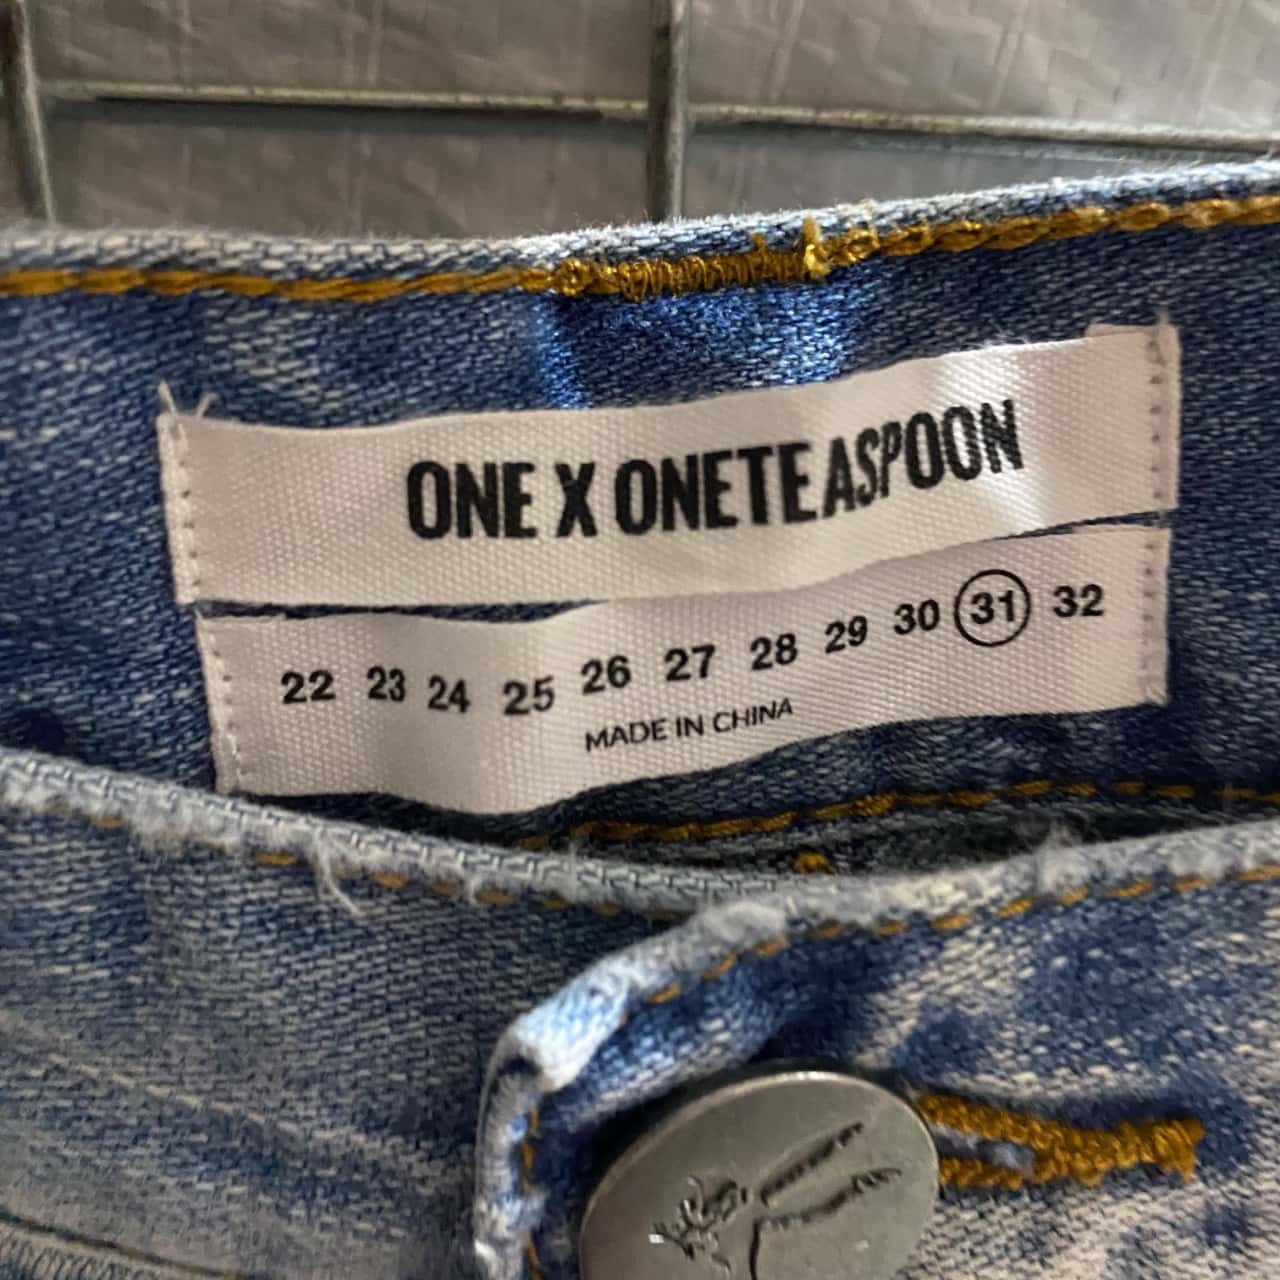 ONE X ONETEASPOON
22 23 24 25 26 27 28 29 30 31 32
MADE IN CHINA